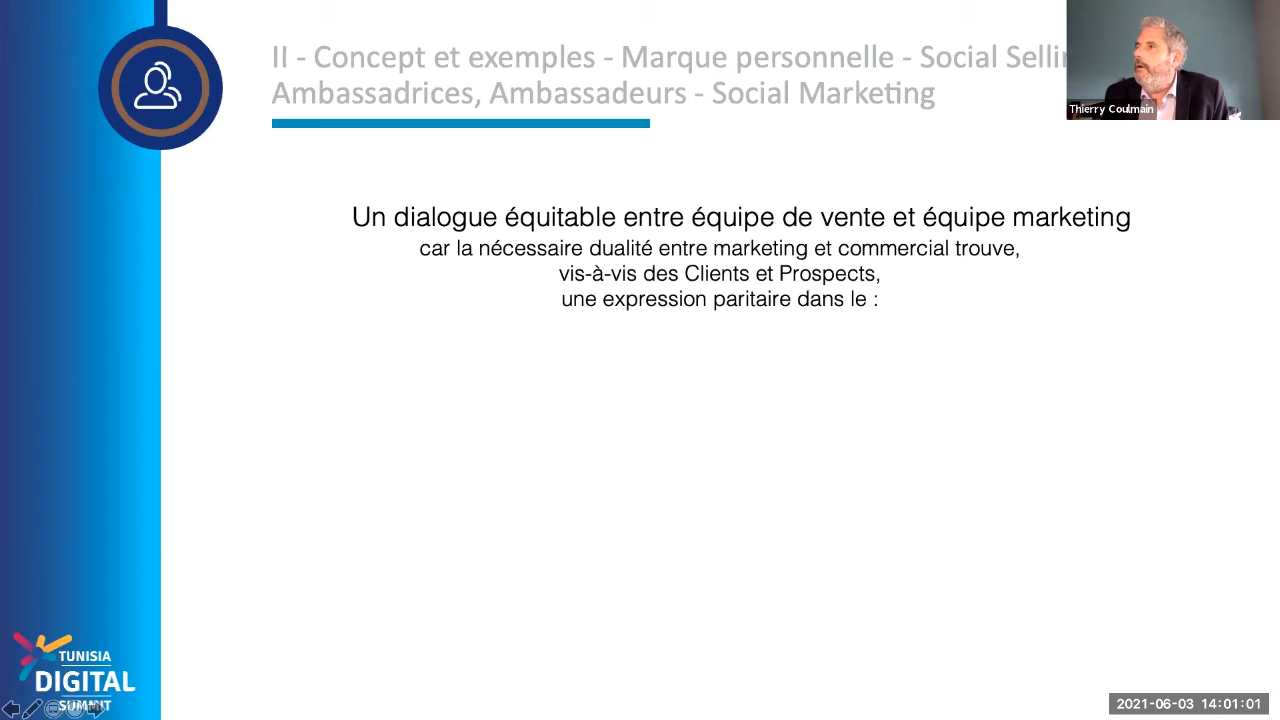 II - Concept et exemples - Marque personnelle - Social Sellin
Ambassadrices, Ambassadeurs - Social Marketing
Thierry Coulmain
Un dialogue équitable entre équipe de vente et équipe marketing
car la nécessaire dualité entre marketing et commercial trouve,
vis-à-vis des Clients et Prospects,
une expression paritaire dans le :
TUNISIA
DIGITAL
SUMMIT
2021-06-03 14:01:01